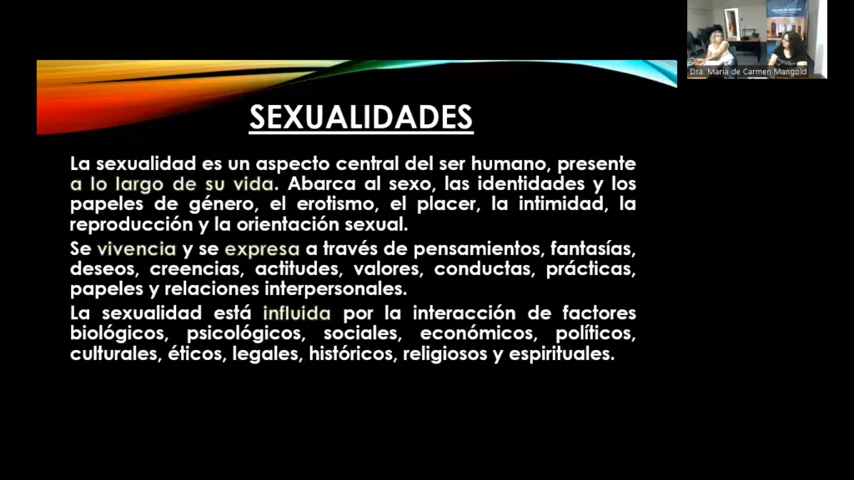 SEXUALIDADES
La sexualidad es un aspecto central del ser humano, presente
a lo largo de su vida. Abarca al sexo, las identidades y los
papeles de género, el erotismo, el placer, la intimidad, la
reproducción y la orientación sexual.
Se vivencia y se expresa a través de pensamientos, fantasías,
deseos, creencias, actitudes, valores, conductas, prácticas,
papeles y relaciones interpersonales.
La sexualidad está influida por la interacción de factores
biológicos, psicológicos, sociales, económicos, políticos,
culturales, éticos, legales, históricos, religiosos y espirituales.
Dra. Maria de Carmen Mangold